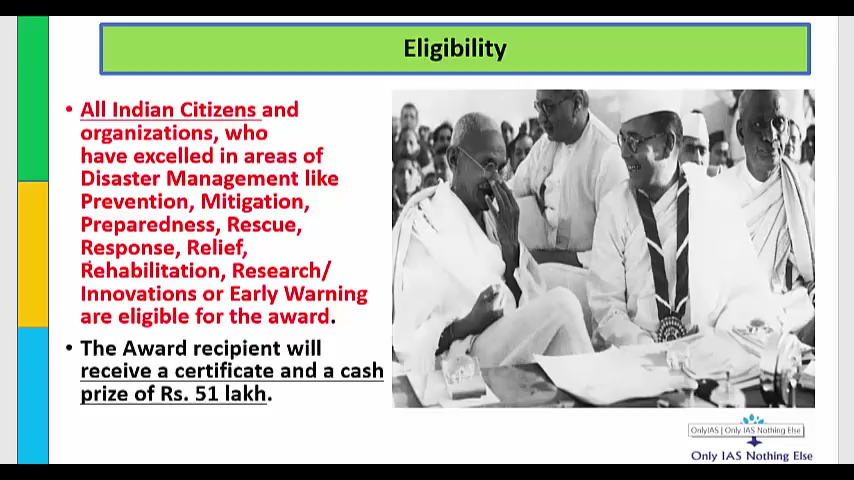 Eligibility
• All Indian Citizens and
organizations, who
have excelled in areas of
Disaster Management like
Prevention, Mitigation,
Preparedness, Rescue,
Response, Relief,
Rehabilitation, Research/
Innovations or Early Warning
are eligible for the award.
• The Award recipient will
receive a certificate and a cash
prize of Rs. 51 lakh.
OnlyIAS | Only IAS Nothing Else
Only IAS Nothing Else